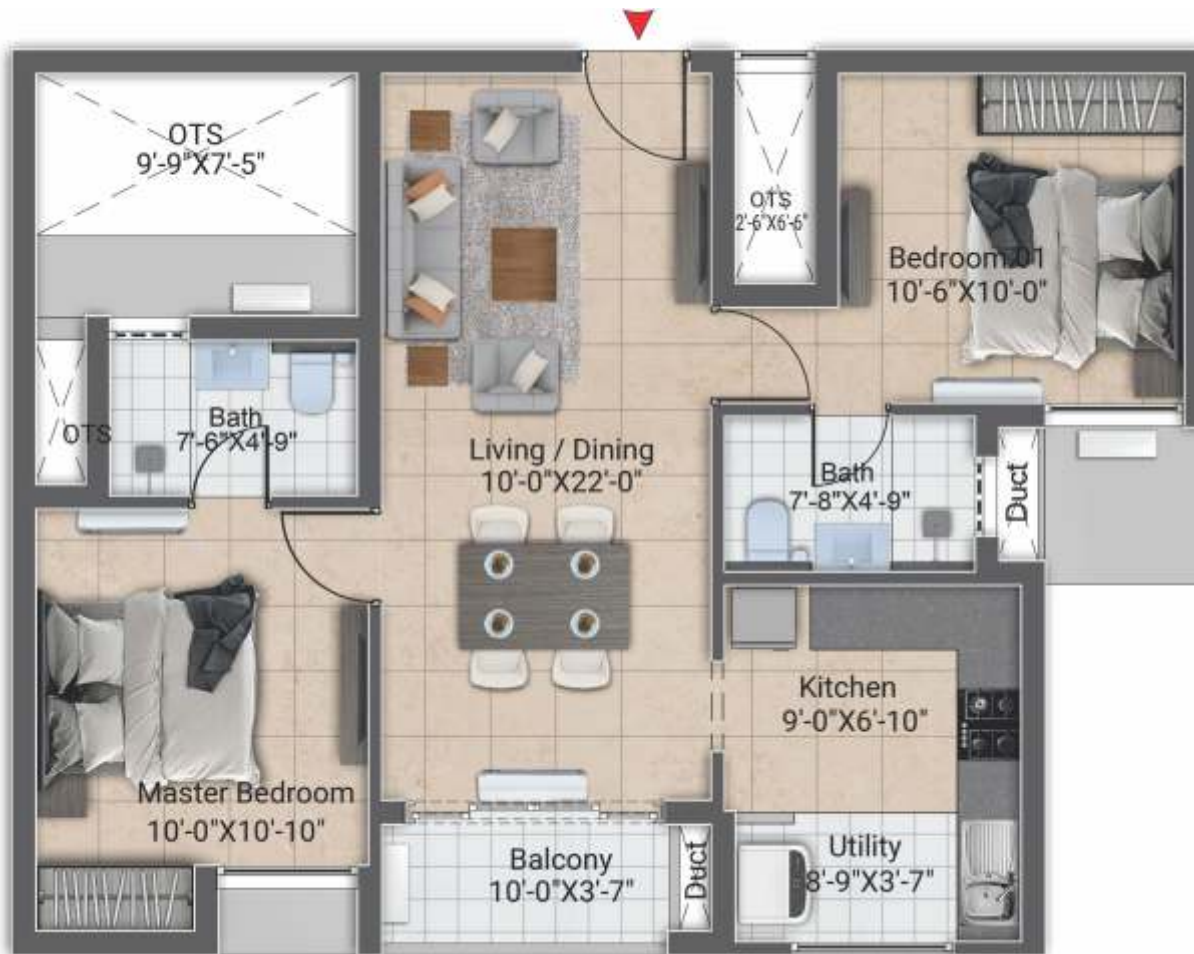 OTS
9'-9"X7'-5"
OTS
2'-6"X6'-6"
Bedroom 01
10'-6"X10'-0"
OTS
Bath
7'-6"X4'-9"
Living / Dining
10'-0"X22'-0"
Bath
7'-8"X4'-9"
Duct
Kitchen
9'-0"X6'-10"
Master Bedroom
10'-0"X10'-10"
Balcony
10'-0"X3'-7"
Duct
Utility
8'-9"X3'-7"